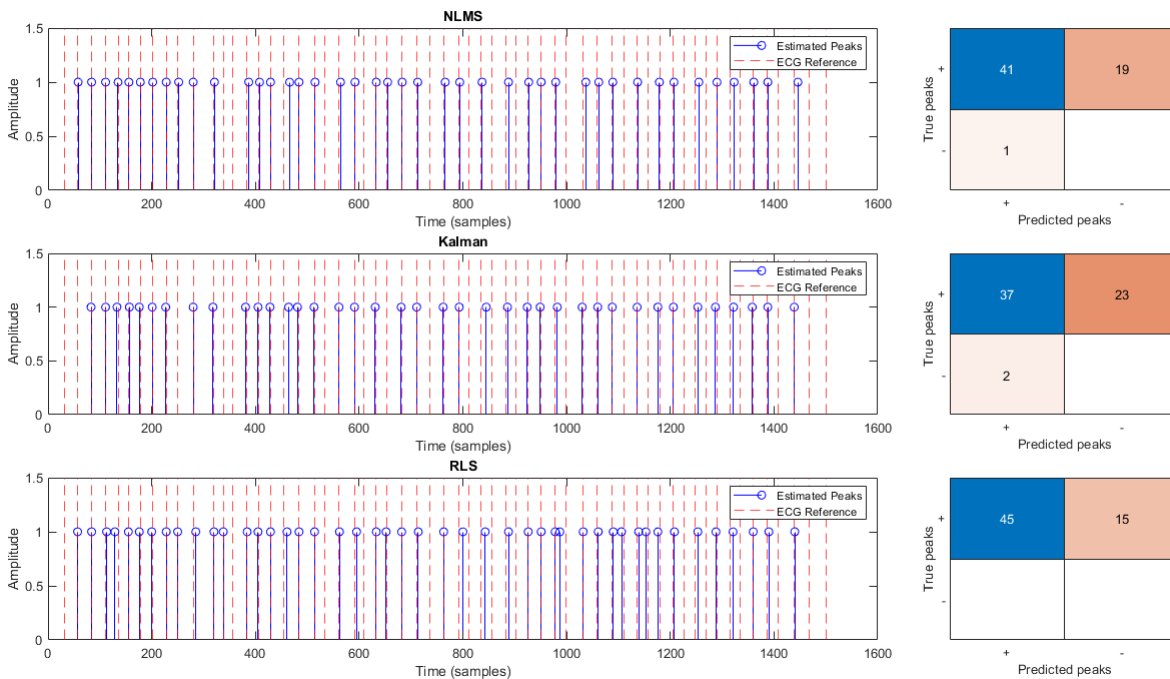 NLMS
Amplitude
1.5
1
0.5
0
Estimated Peaks
ECG Reference
0 200 400 600 800 1000 1200 1400 1600
Time (samples)
True peaks
+
-
41 19
1
+ -
Predicted peaks
Kalman
Amplitude
1.5
1
0.5
0
Estimated Peaks
ECG Reference
0 200 400 600 800 1000 1200 1400 1600
Time (samples)
True peaks
+
-
37 23
2
+ -
Predicted peaks
RLS
Amplitude
1.5
1
0.5
0
Estimated Peaks
ECG Reference
0 200 400 600 800 1000 1200 1400 1600
Time (samples)
True peaks
+
-
45 15
+ -
Predicted peaks